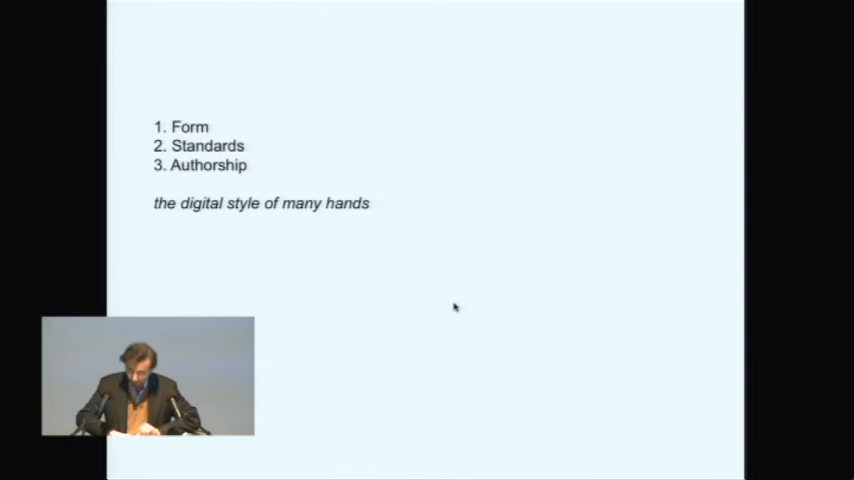 1. Form
2. Standards
3. Authorship
the digital style of many hands